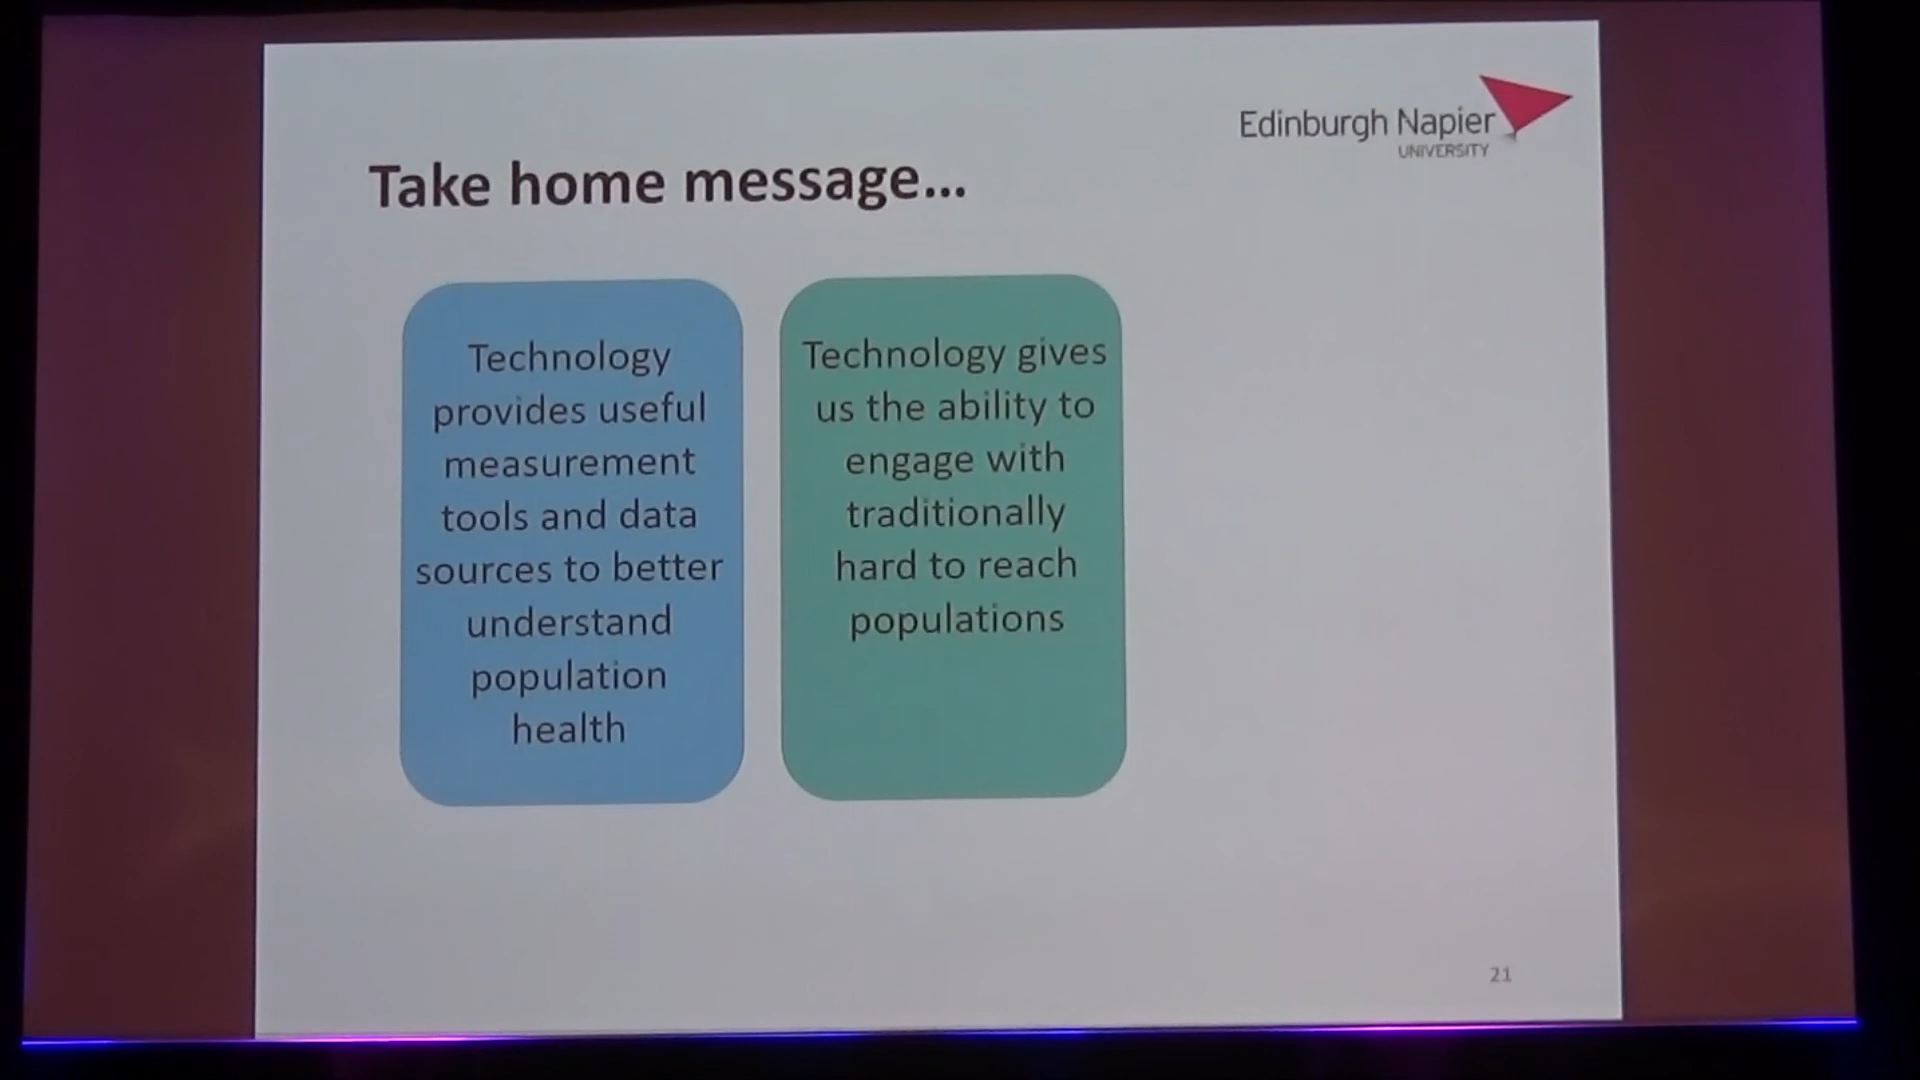 Edinburgh Napier
UNIVERSITY
Take home message...
Technology
provides useful
measurement
tools and data
sources to better
understand
population
health
Technology gives
us the ability to
engage with
traditionally
hard to reach
populations
21